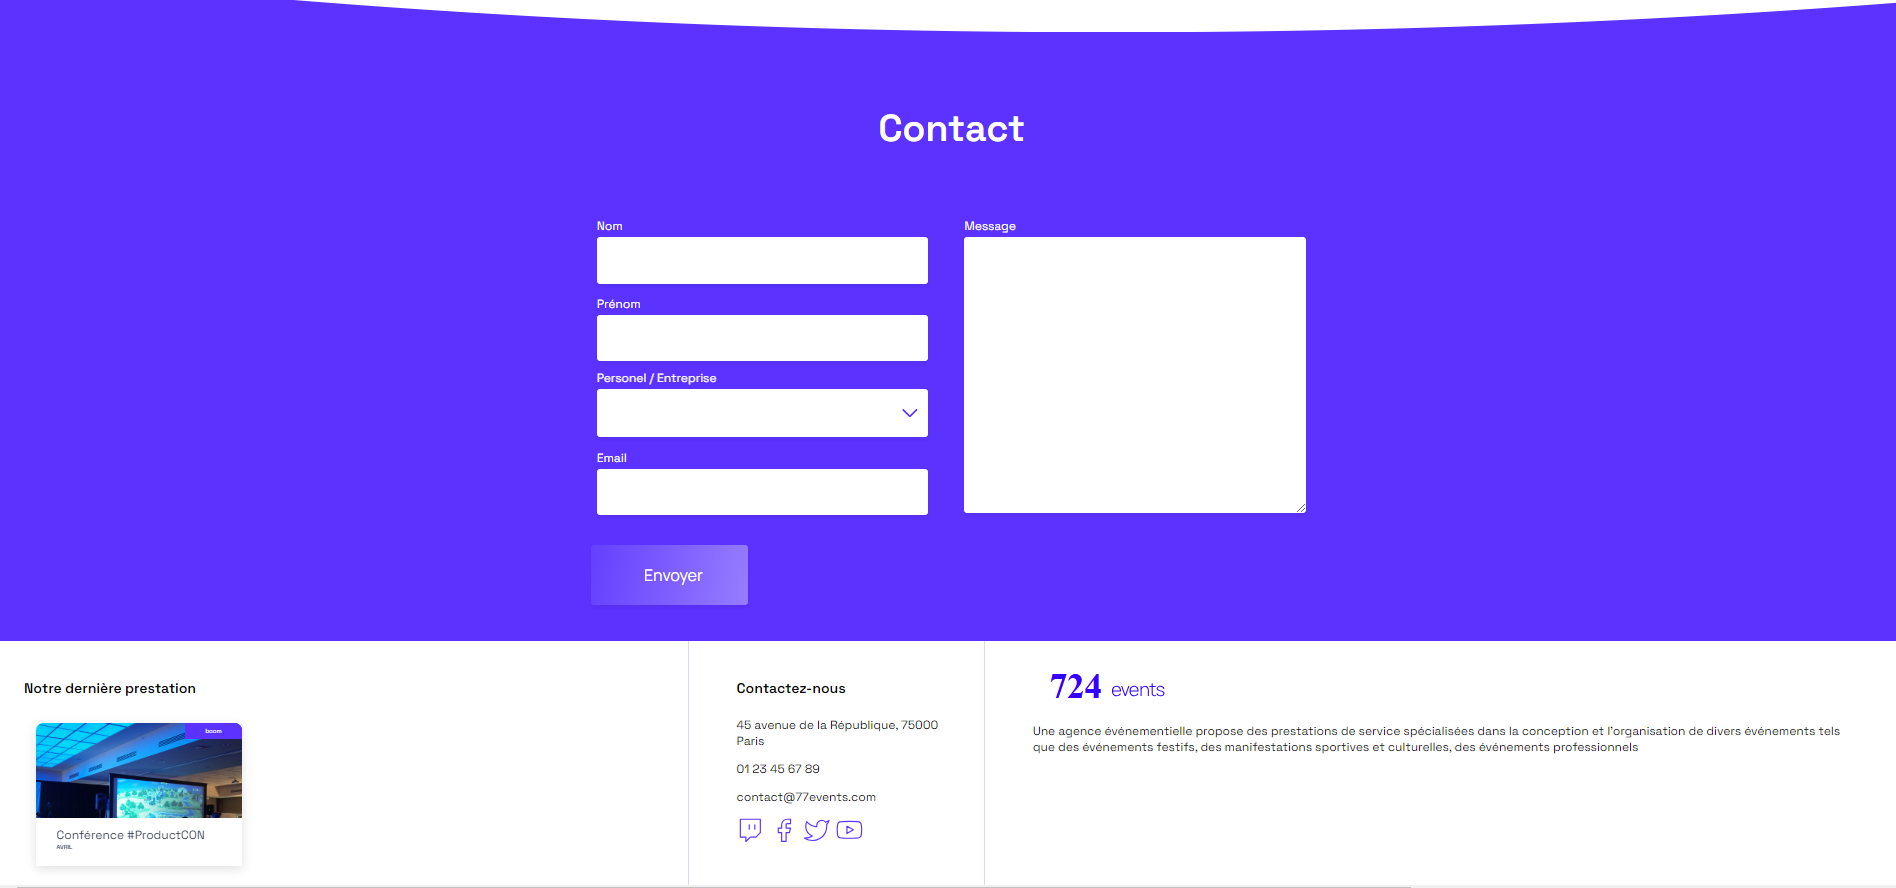 Contact
Nom
Message
Prénom
Personel / Entreprise
Email
Envoyer
Notre dernière prestation
boom
Conférence #ProductCON
AVRIL
Contactez-nous
45 avenue de la République, 75000
Paris
01 23 45 67 89
contact@77events.com
724 events
Une agence événementielle propose des prestations de service spécialisées dans la conception et l'organisation de divers événements tels
que des événements festifs, des manifestations sportives et culturelles, des événements professionnels